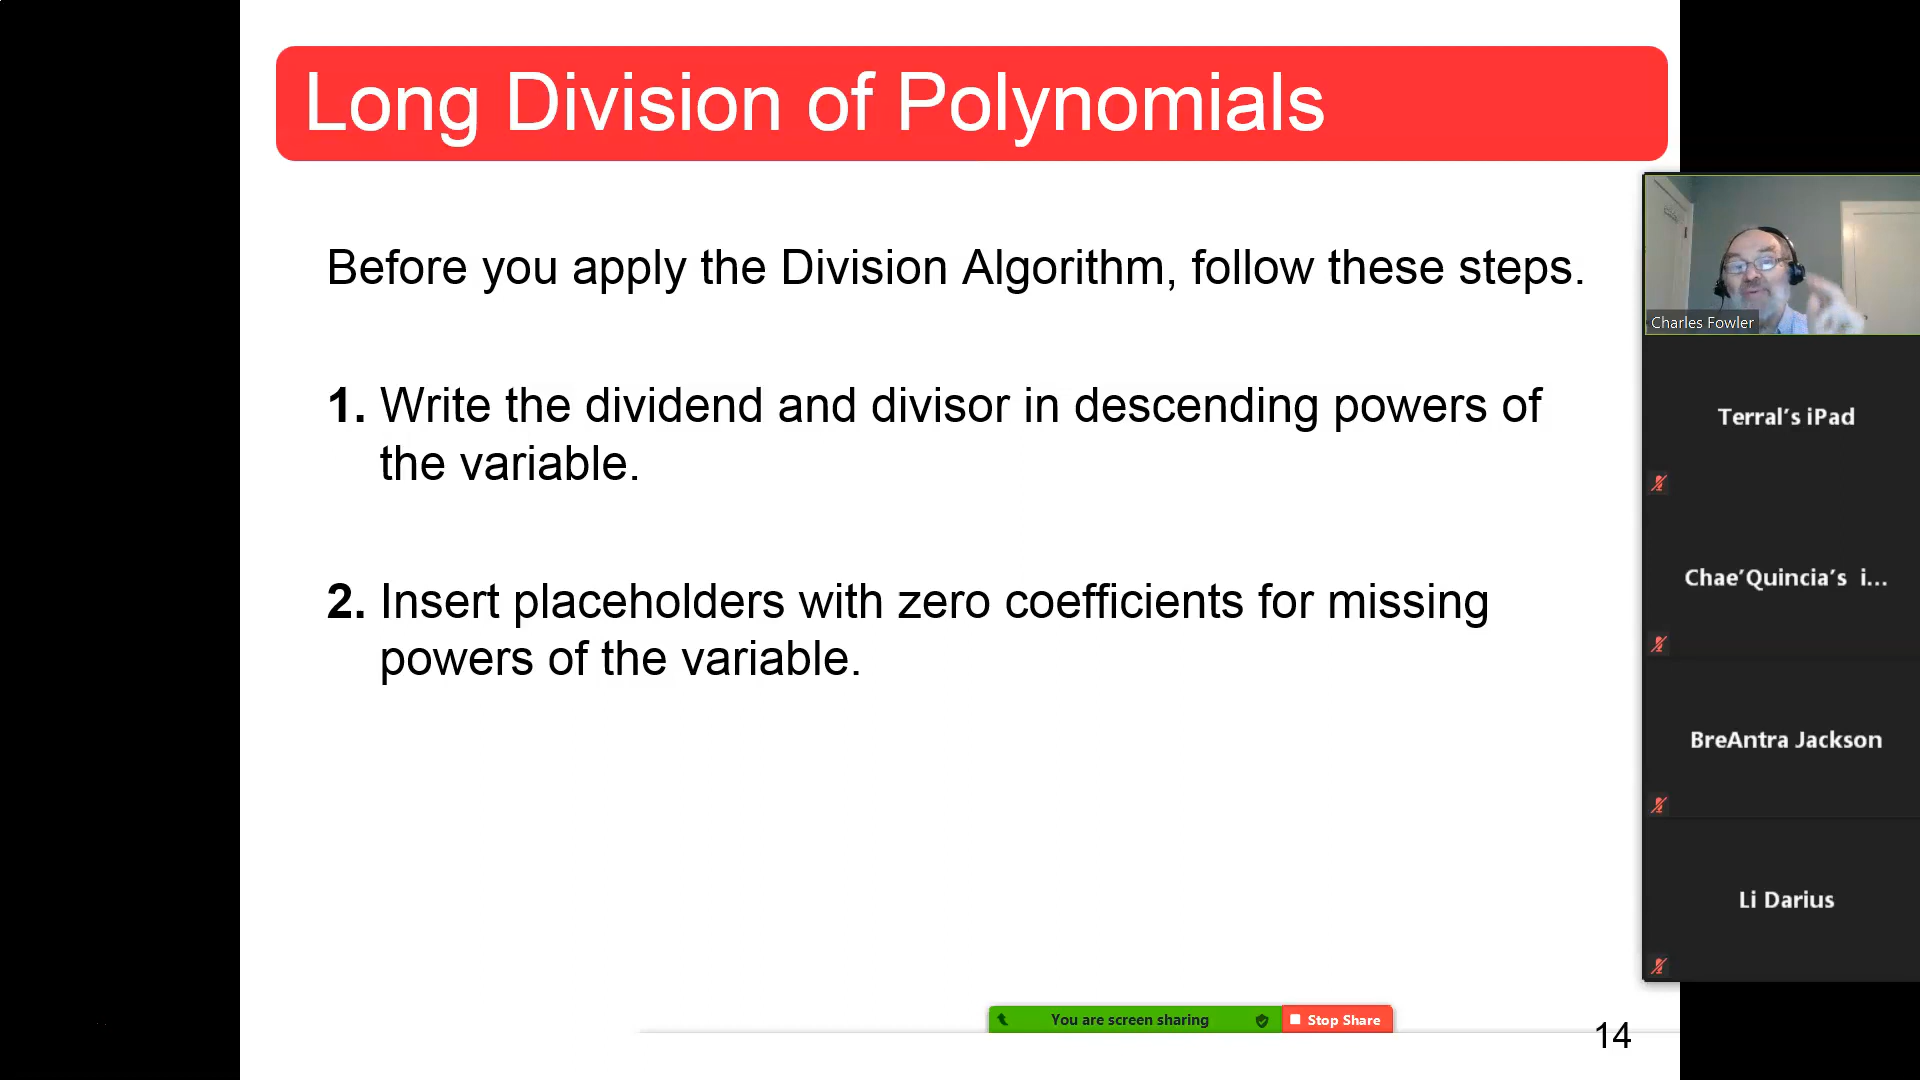 Long Division of Polynomials
Before you apply the Division Algorithm, follow these steps.
1. Write the dividend and divisor in descending powers of
the variable.
2. Insert placeholders with zero coefficients for missing
powers of the variable.
Charles Fowler
Terral's iPad
Chae'Quincia's i...
BreAntra Jackson
Li Darius
You are screen sharing
Stop Share
14